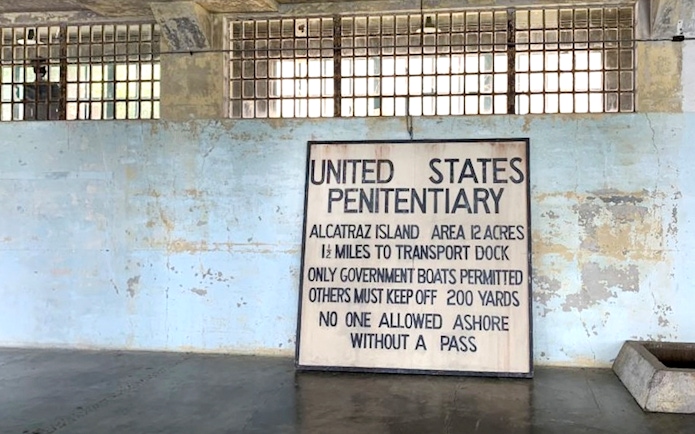 UNITED STATES
PENITENTIARY
ALCATRAZ ISLAND AREA 12 ACRES
1½ MILES TO TRANSPORT DOCK
ONLY GOVERNMENT BOATS PERMITTED
OTHERS MUST KEEP OFF 200 YARDS
NO ONE ALLOWED ASHORE
WITHOUT A PASS